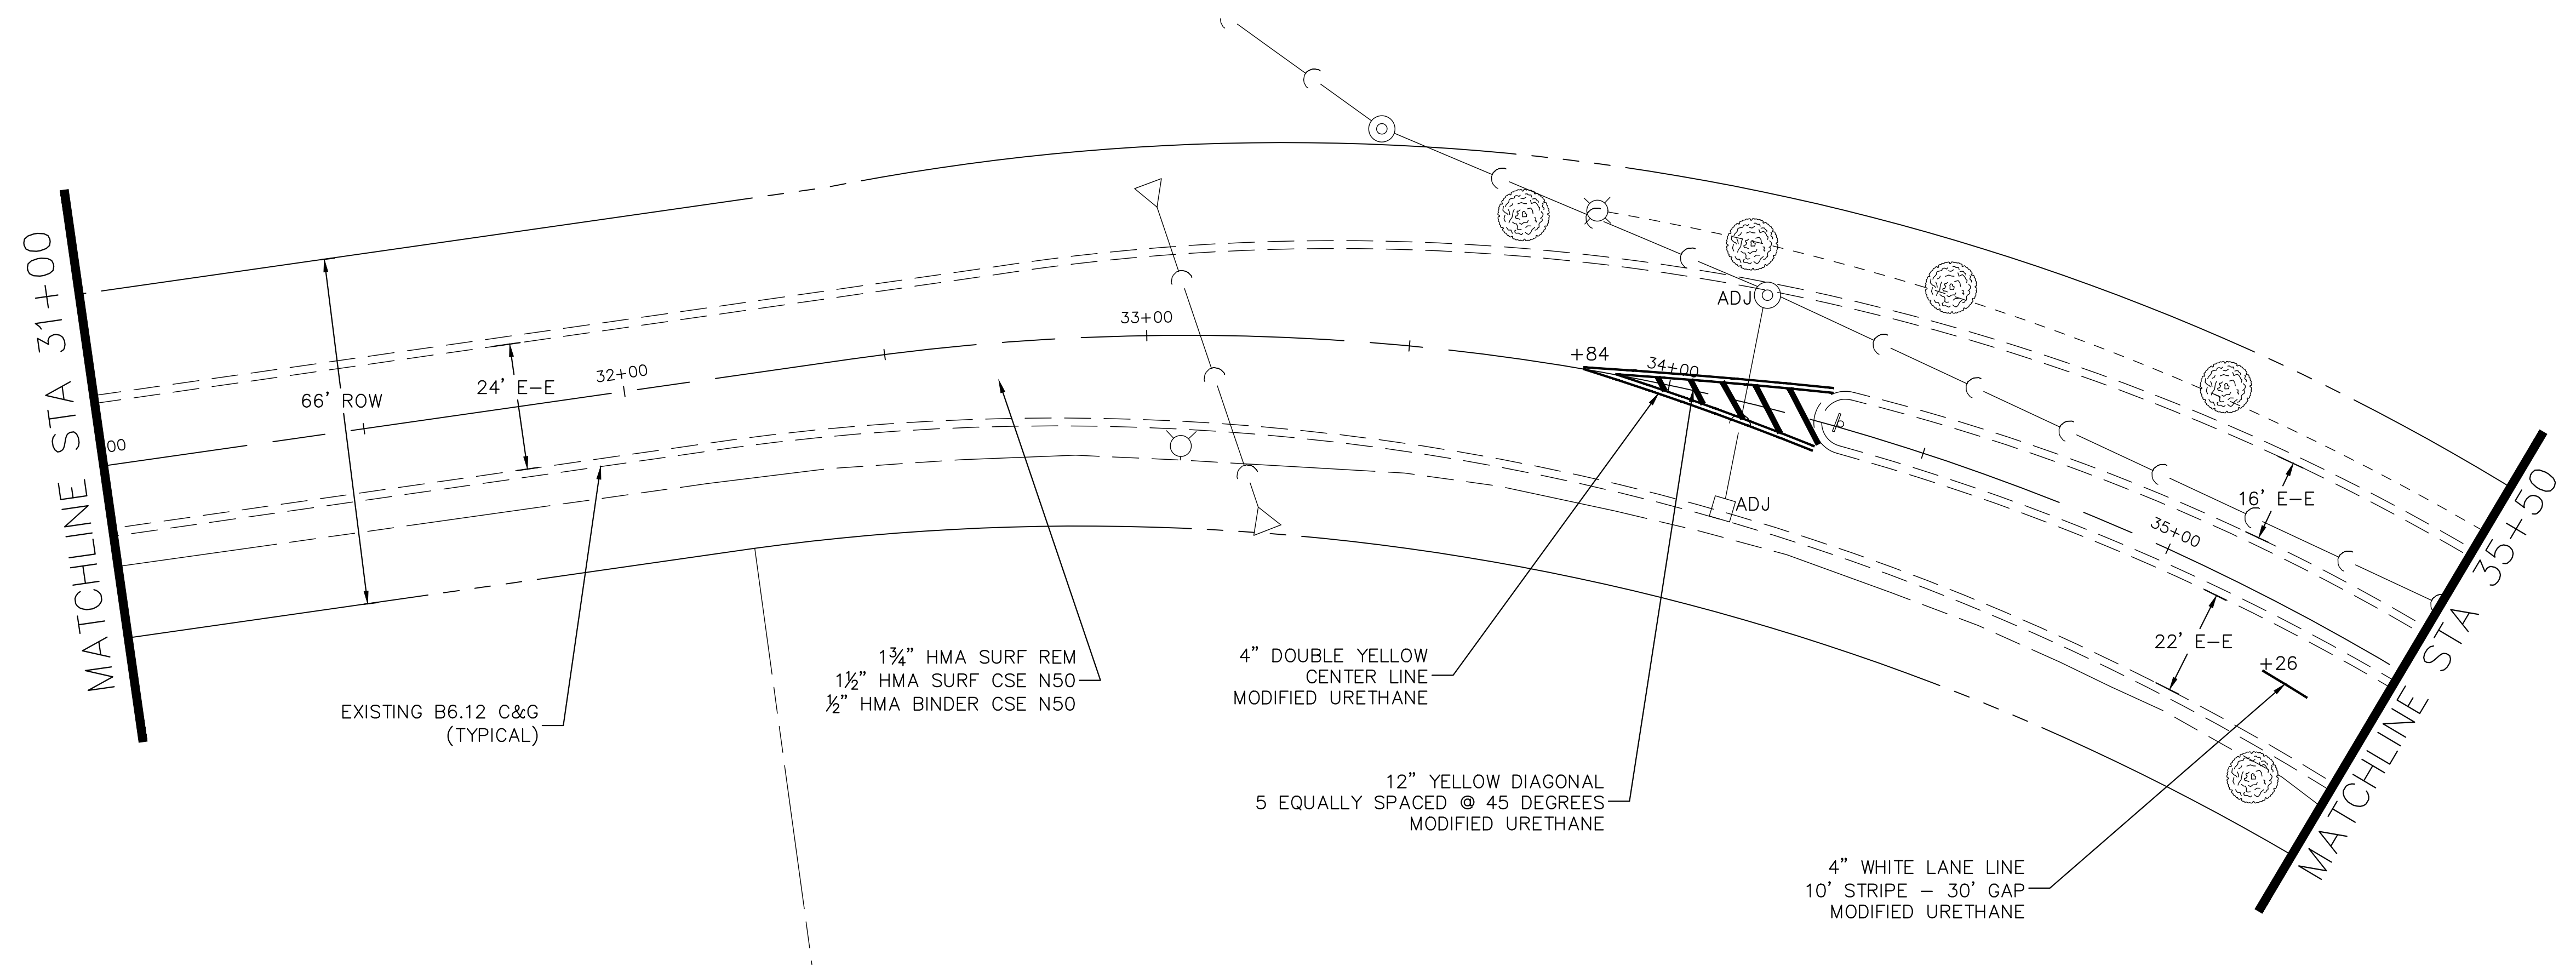 MATCHLINE STA 31+00
00
66' ROW
24' E-E
32+00
33+00
+84
34+00
ADJ
ADJ
16' E-E
35+00
22' E-E
+26
MATCHLINE STA 35+50
EXISTING B6.12 C&G
(TYPICAL)
1¾" HMA SURF REM
1½" HMA SURF CSE N50
½" HMA BINDER CSE N50
4" DOUBLE YELLOW
CENTER LINE
MODIFIED URETHANE
12" YELLOW DIAGONAL
5 EQUALLY SPACED @ 45 DEGREES
MODIFIED URETHANE
4" WHITE LANE LINE
10' STRIPE - 30' GAP
MODIFIED URETHANE